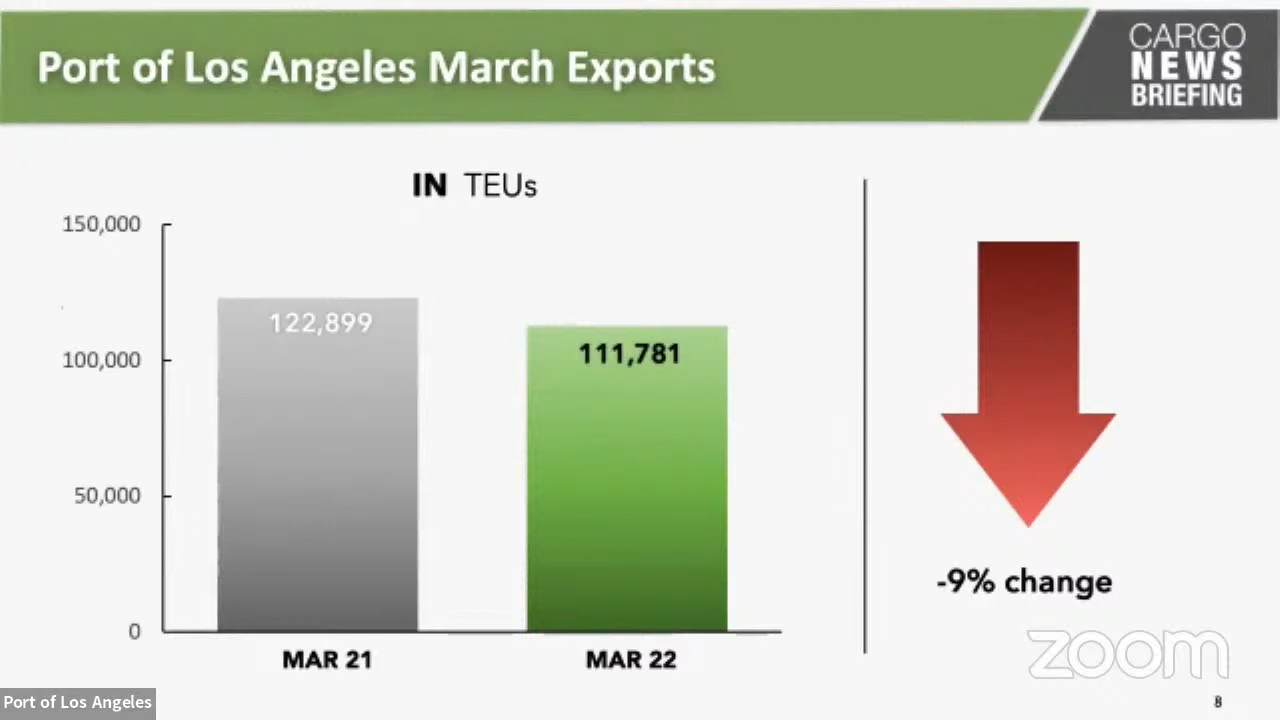 Port of Los Angeles March Exports
CARGO
NEWS
BRIEFING
IN TEUs
150,000
100,000
50,000
0
122,899
111,781
MAR 21
MAR 22
-9% change
zoom
Port of Los Angeles
8